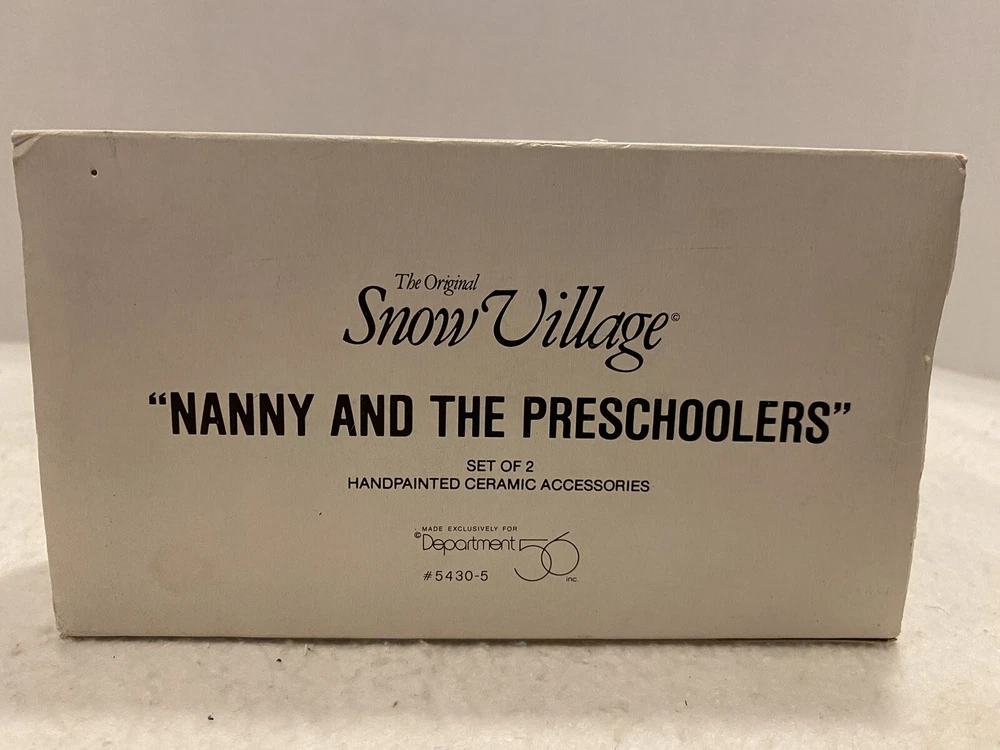 The Original
Snow Village©
“NANNY AND THE PRESCHOOLERS”
SET OF 2
HANDPAINTED CERAMIC ACCESSORIES
MADE EXCLUSIVELY FOR
©Department 56 inc.
#5430-5